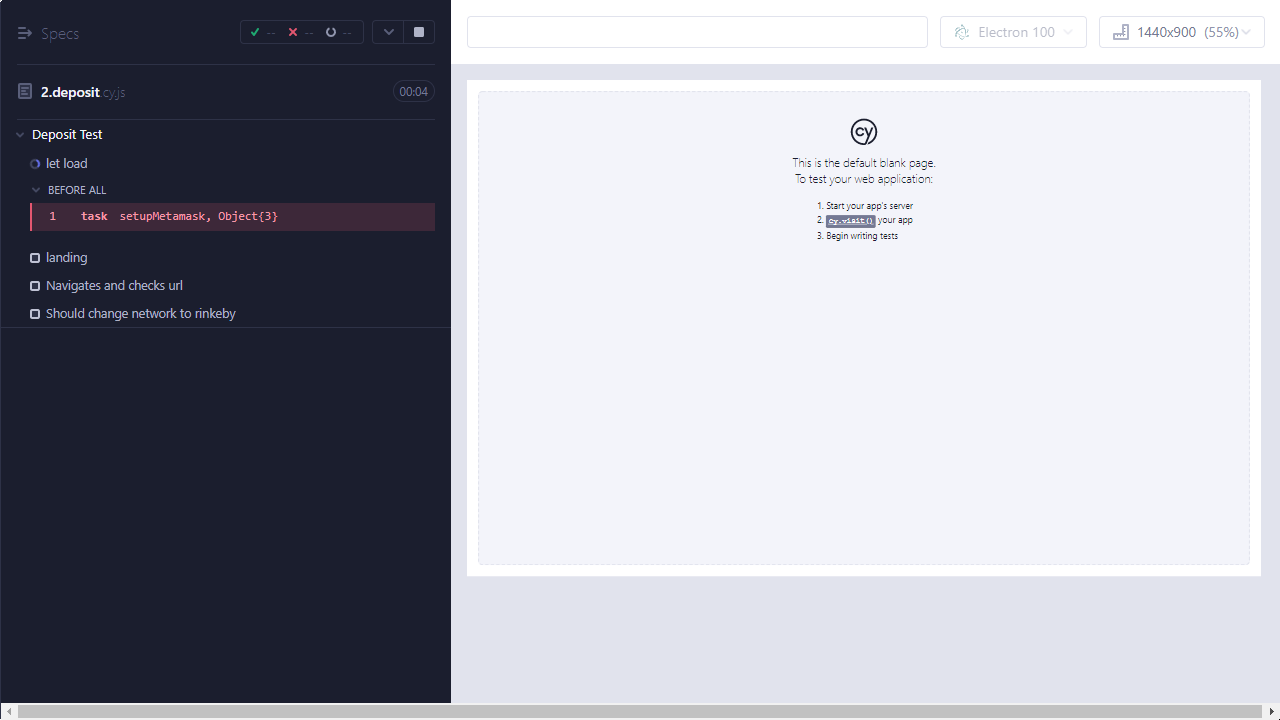 Specs
--
--
--
2.deposit.cy.js
00:04
Deposit Test
let load
BEFORE ALL
1 task setupMetamask, Object{3}
landing
Navigates and checks url
Should change network to rinkeby
Electron 100
1440x900 (55%)
cy
This is the default blank page.
To test your web application:
1. Start your app's server
2. cy.visit() your app
3. Begin writing tests